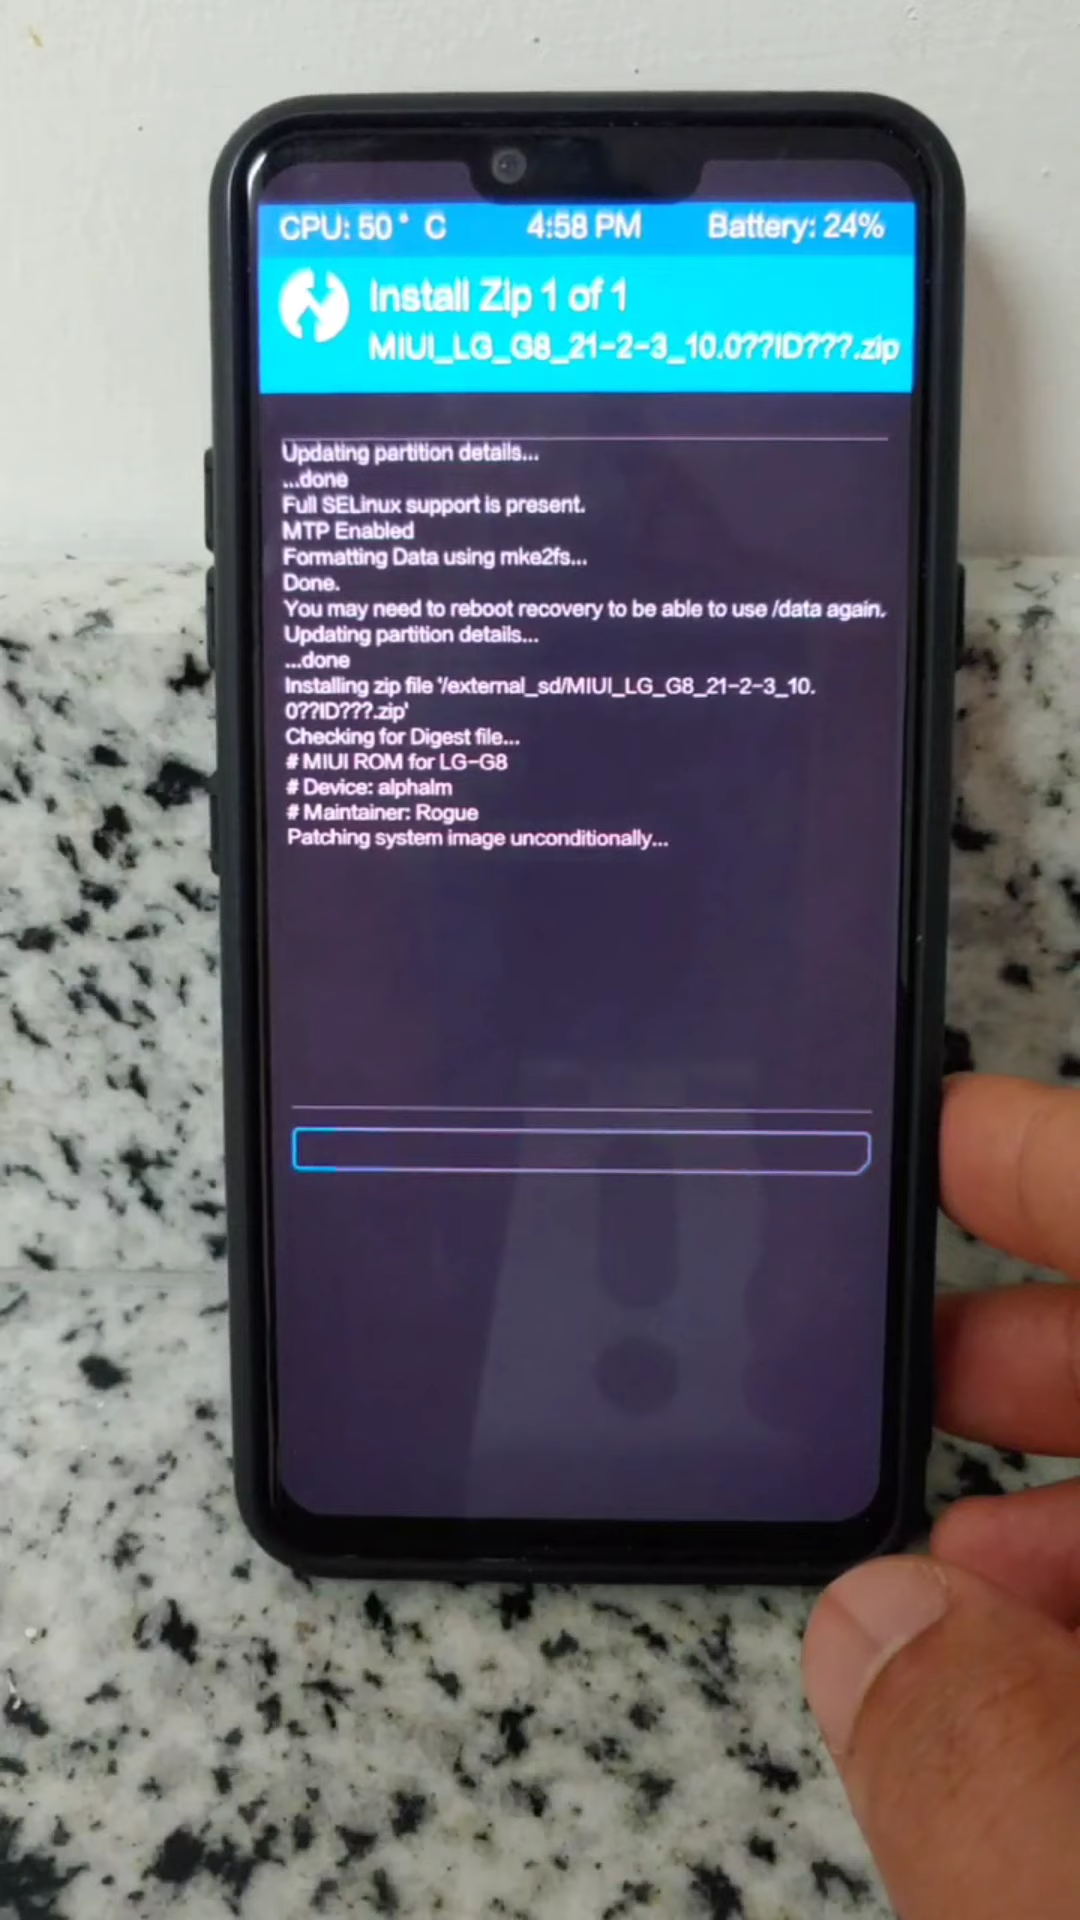 CPU: 50° C 4:58 PM Battery: 24%
Install Zip 1 of 1
MIUI_LG_G8_21-2-3_10.0??ID???.zip
Updating partition details...
...done
Full SELinux support is present.
MTP Enabled
Formatting Data using mke2fs...
Done.
You may need to reboot recovery to be able to use /data again.
Updating partition details...
...done
Installing zip file '/external_sd/MIUI_LG_G8_21-2-3_10.
0??ID???.zip'
Checking for Digest file...
# MIUI ROM for LG-G8
# Device: alphalm
# Maintainer: Rogue
Patching system image unconditionally...